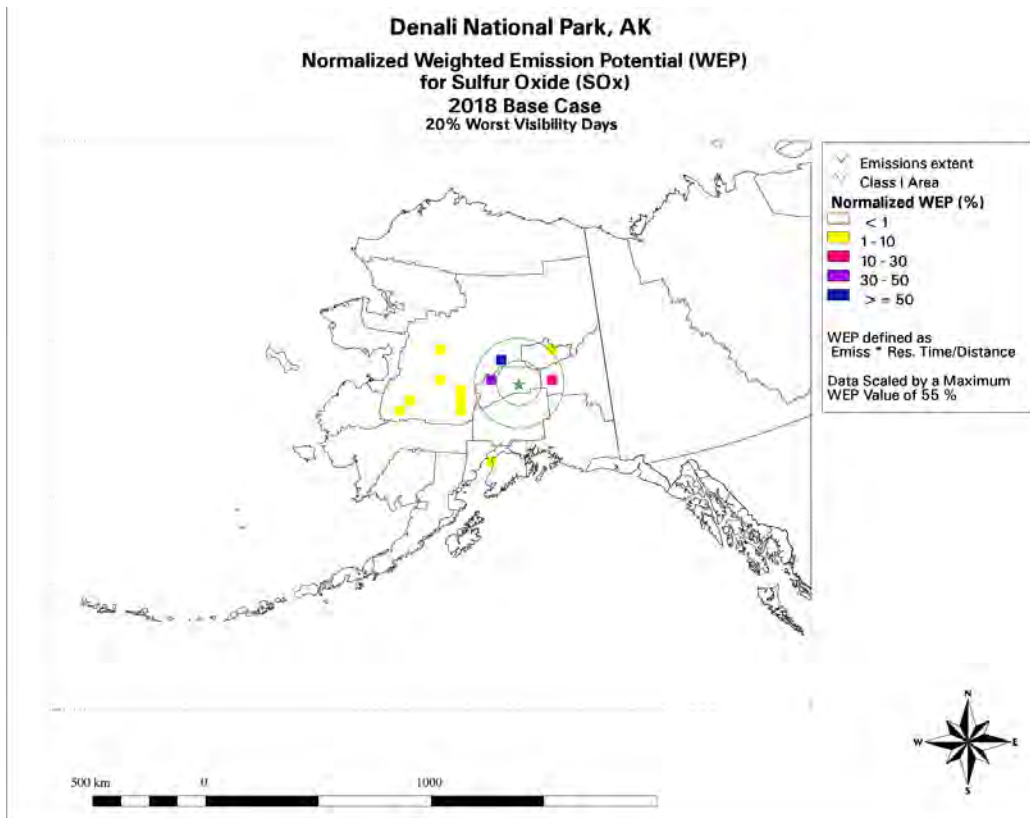 Denali National Park, AK
Normalized Weighted Emission Potential (WEP)
for Sulfur Oxide (SOx)
2018 Base Case
20% Worst Visibility Days
Emissions extent
Class I Area
Normalized WEP (%)
< 1
1 - 10
10 - 30
30 - 50
> = 50
WEP defined as
Emiss * Res. Time/Distance
Data Scaled by a Maximum
WEP Value of 55 %
N
W E
S
500 km 0 1000